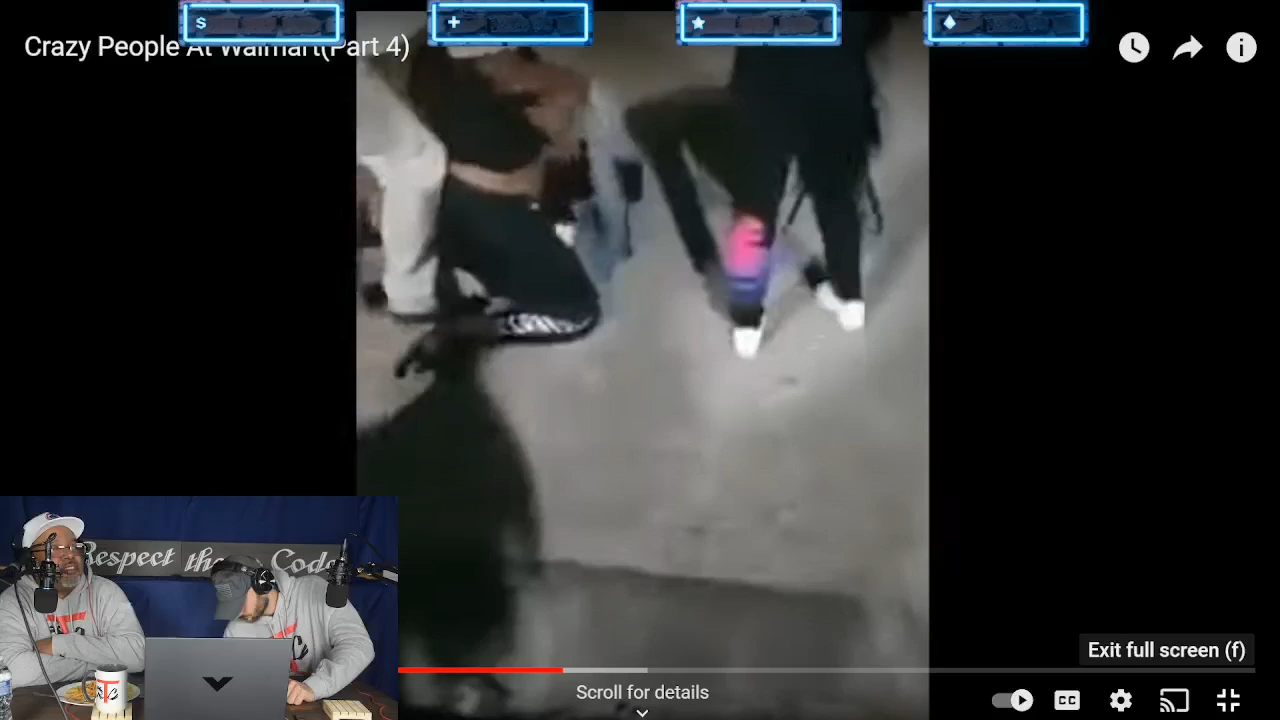 $
Crazy People At Walmart(Part 4)
Respect the Code
Exit full screen (f)
Scroll for details
CC